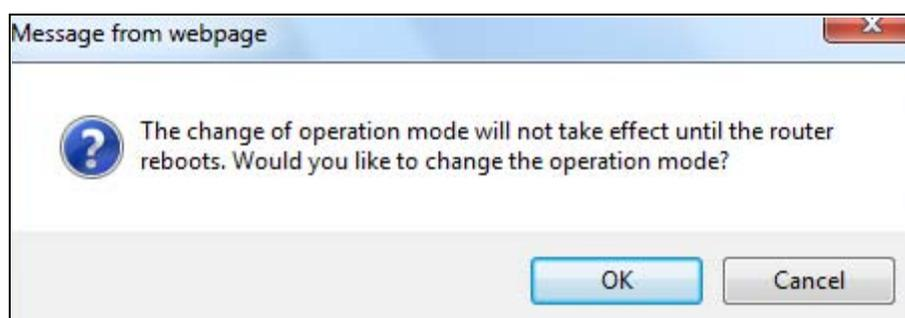 Message from webpage
The change of operation mode will not take effect until the router
reboots. Would you like to change the operation mode?
OK
Cancel